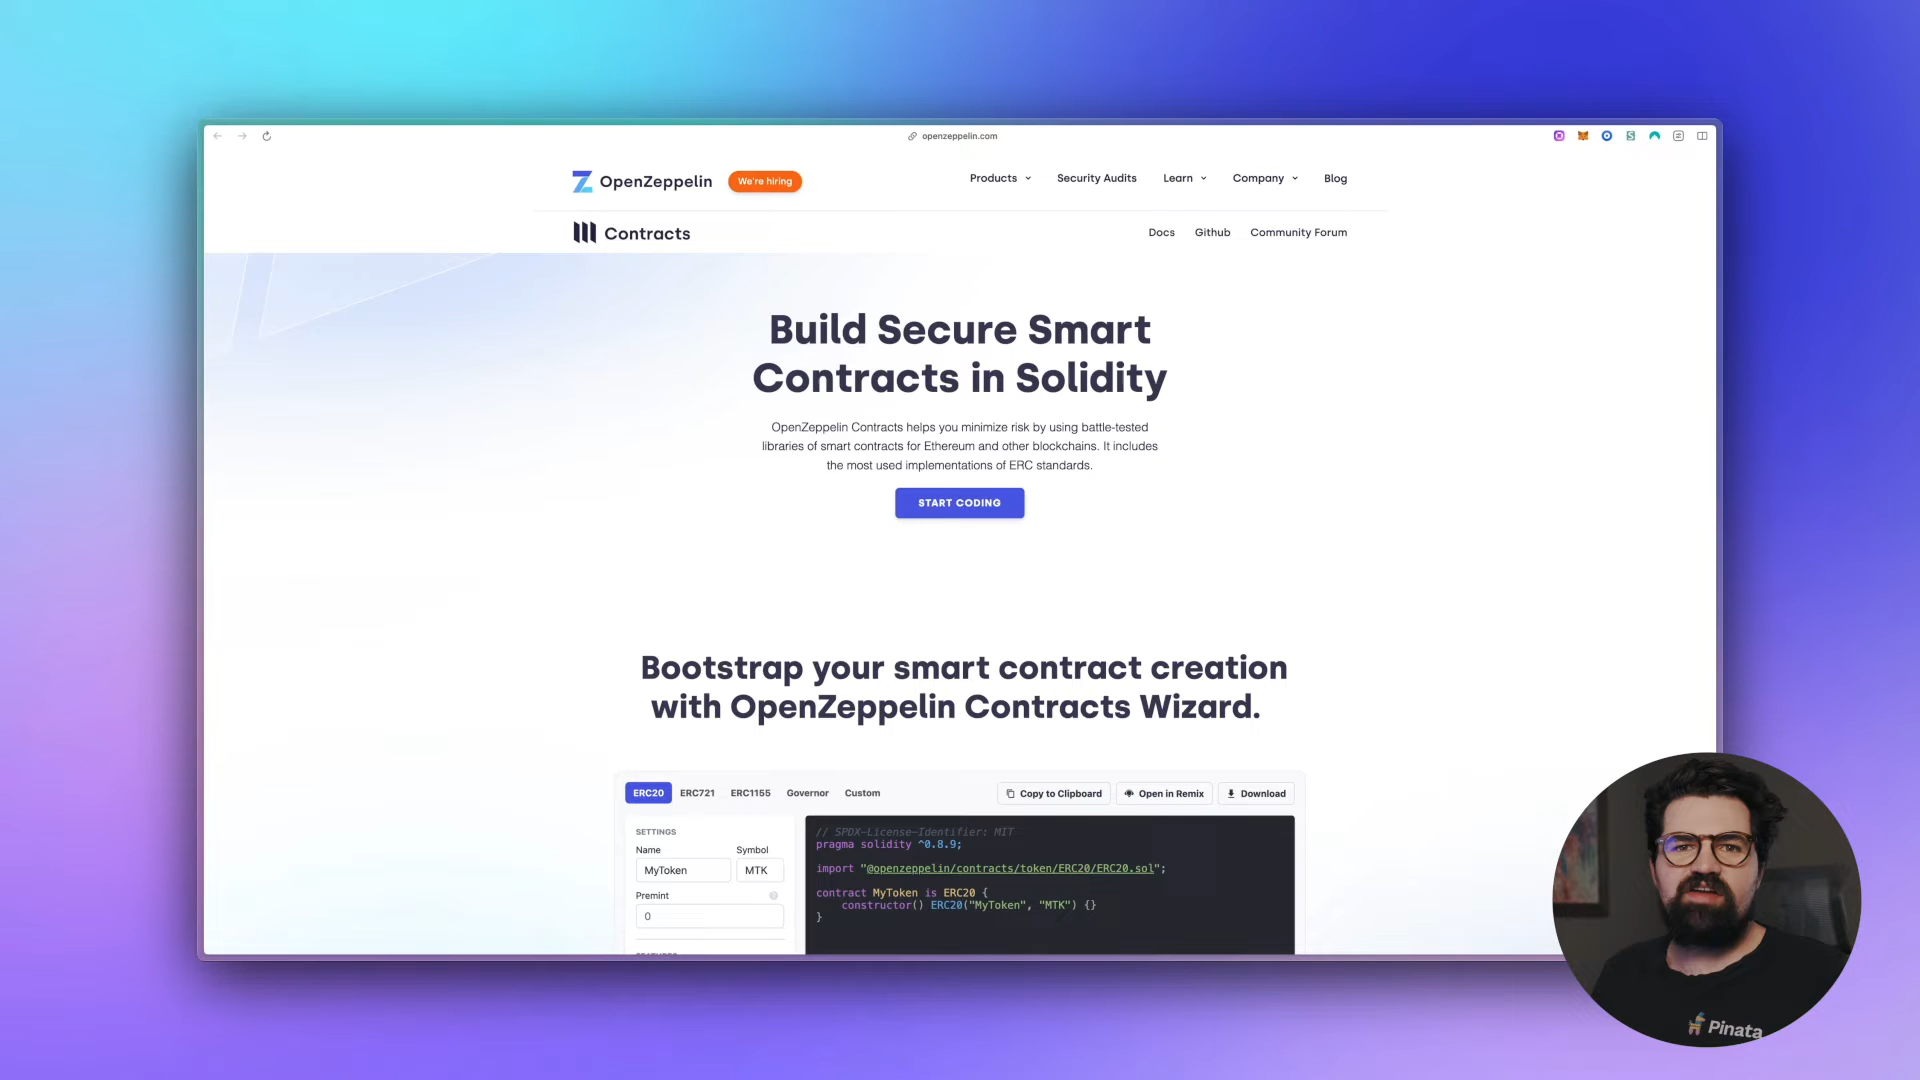 openzeppelin.com
OpenZeppelin
We're hiring
Products
Security Audits
Learn
Company
Blog
Contracts
Docs
Github
Community Forum
Build Secure Smart
Contracts in Solidity
OpenZeppelin Contracts helps you minimize risk by using battle-tested
libraries of smart contracts for Ethereum and other blockchains. It includes
the most used implementations of ERC standards.
START CODING
Bootstrap your smart contract creation
with OpenZeppelin Contracts Wizard.
ERC20
ERC721
ERC1155
Governor
Custom
Copy to Clipboard
Open in Remix
Download
SETTINGS
Name
Symbol
MyToken
MTK
Premint
0
// SPDX-License-Identifier: MIT
pragma solidity ^0.8.9;
import "@openzeppelin/contracts/token/ERC20/ERC20.sol";
contract MyToken is ERC20 {
constructor() ERC20("MyToken", "MTK") {}
}
Pinata